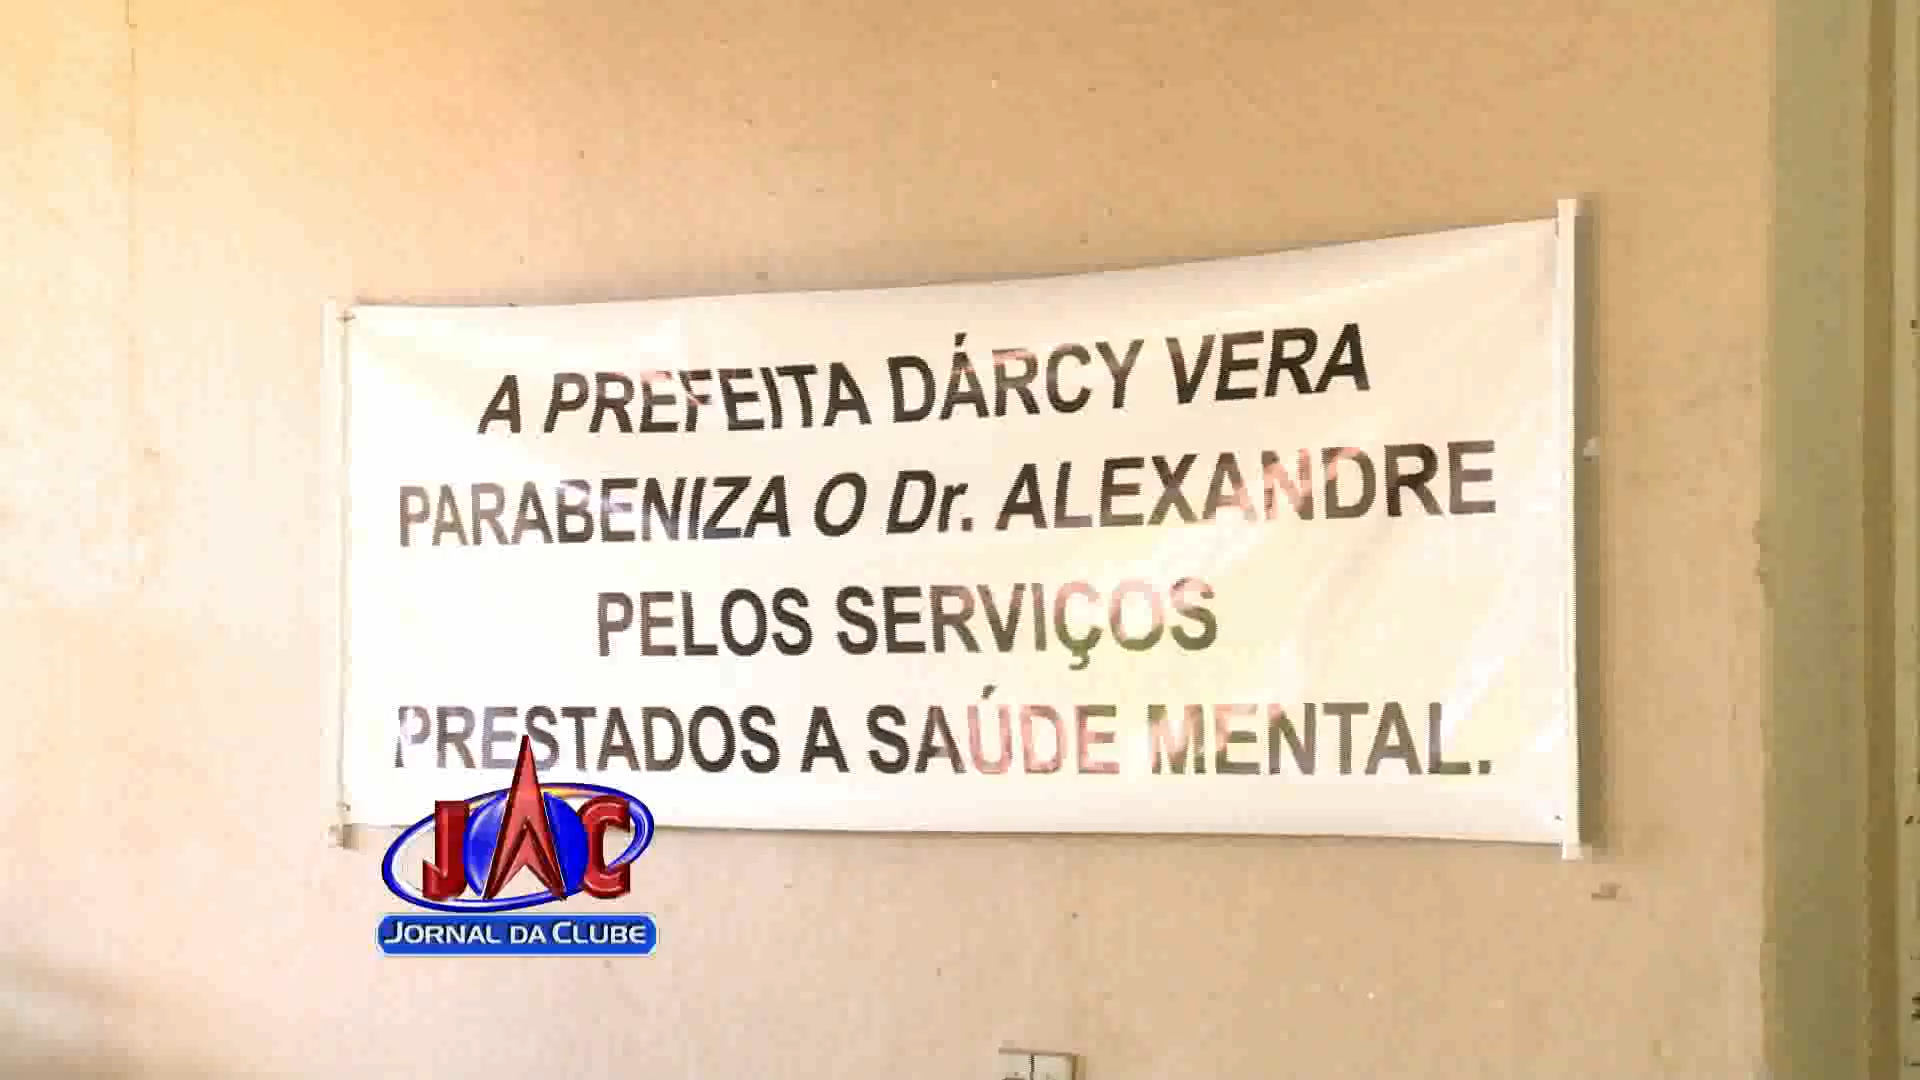 A PREFEITA DÁRCY VERA
PARABENIZA O Dr. ALEXANDRE
PELOS SERVIÇOS
PRESTADOS A SAÚDE MENTAL.
JAC
JORNAL DA CLUBE